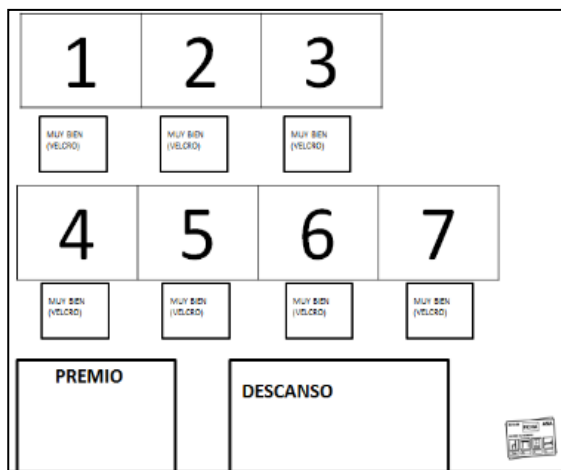 1 2 3
MUY BIEN MUY BIEN MUY BIEN
(VELCRO) (VELCRO) (VELCRO)
4 5 6 7
MUY BIEN MUY BIEN MUY BIEN MUY BIEN
(VELCRO) (VELCRO) (VELCRO) (VELCRO)
PREMIO
DESCANSO